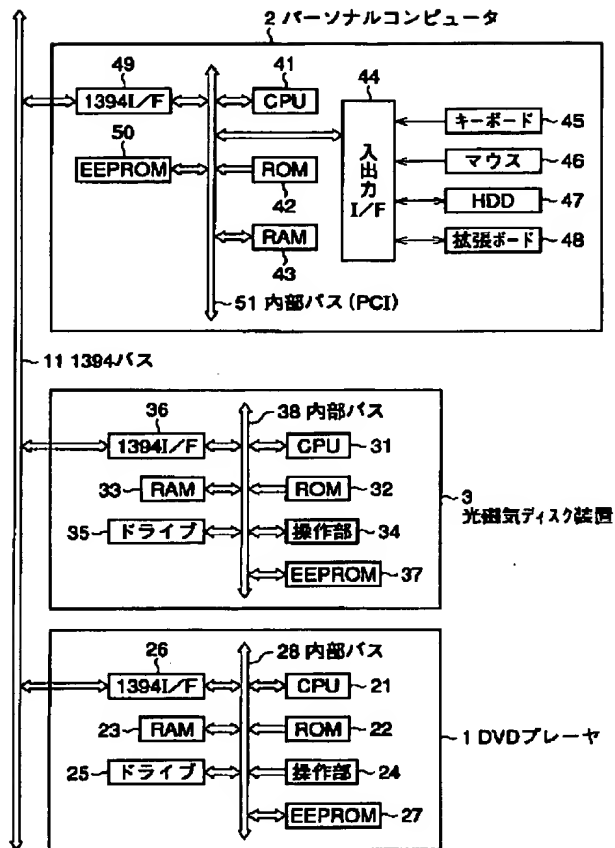 2 パーソナルコンピュータ
49
41
44
1394I/F
CPU
キーボード
45
50
入出力I/F
マウス
46
EEPROM
ROM
42
HDD
47
RAM
43
拡張ボード
48
51 内部バス(PCI)
11 1394バス
36
38 内部バス
1394I/F
CPU
31
33
RAM
ROM
32
3
光磁気ディスク装置
35
ドライブ
操作部
34
EEPROM
37
26
28 内部バス
1394I/F
CPU
21
23
RAM
ROM
22
1 DVDプレーヤ
25
ドライブ
操作部
24
EEPROM
27